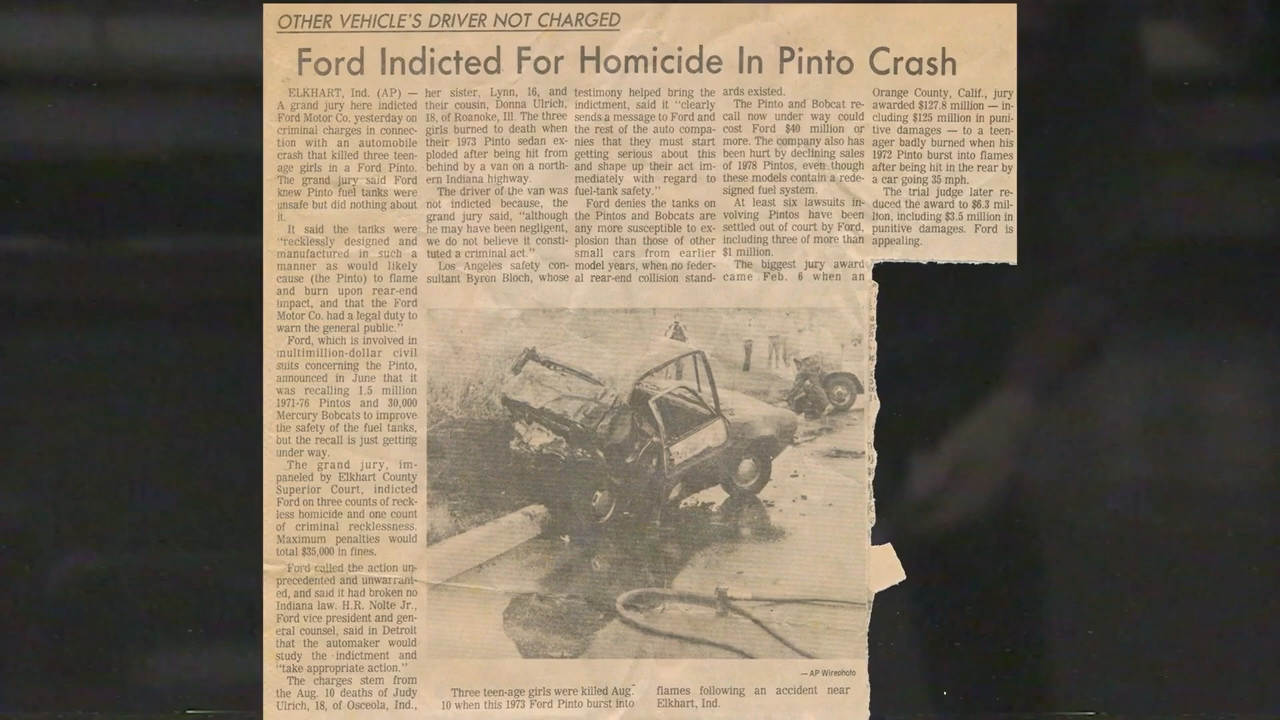 OTHER VEHICLE'S DRIVER NOT CHARGED
Ford Indicted For Homicide In Pinto Crash
ELKHART, Ind. (AP) —
A grand jury here indicted
Ford Motor Co. yesterday on
criminal charges in connec-
tion with an automobile
crash that killed three teen-
age girls in a Ford Pinto.
The grand jury said Ford
knew Pinto fuel tanks were
unsafe but did nothing about
it.
It said the tanks were
"recklessly designed and
manufactured in such a
manner as would likely
cause (the Pinto) to flame
and burn upon rear-end
impact, and that the Ford
Motor Co. had a legal duty to
warn the general public."
Ford, which is involved in
multimillion-dollar civil
suits concerning the Pinto,
announced in June that it
was recalling 1.5 million
1971-76 Pintos and 30,000
Mercury Bobcats to improve
the safety of the fuel tanks,
but the recall is just getting
under way.
The grand jury, im-
paneled by Elkhart County
Superior Court, indicted
Ford on three counts of reck-
less homicide and one count
of criminal recklessness.
Maximum penalties would
total $35,000 in fines.
Ford called the action un-
precedented and unwarrant-
ed, and said it had broken no
Indiana law. H.R. Nolte Jr.,
Ford vice president and gen-
eral counsel, said in Detroit
that the automaker would
study the indictment and
"take appropriate action."
The charges stem from
the Aug. 10 deaths of Judy
Ulrich, 18, of Osceola, Ind.,
her sister, Lynn, 16, and
their cousin, Donna Ulrich,
18, of Roanoke, Ill. The three
girls burned to death when
their 1973 Pinto sedan ex-
ploded after being hit from
behind by a van on a north-
ern Indiana highway.
The driver of the van was
not indicted because, the
grand jury said, "although
he may have been negligent,
we do not believe it consti-
tuted a criminal act."
Los Angeles safety con-
sultant Byron Bloch, whose
testimony helped bring the
indictment, said it "clearly
sends a message to Ford and
the rest of the auto compa-
nies that they must start
getting serious about this
and shape up their act im-
mediately with regard to
fuel-tank safety."
Ford denies the tanks on
the Pintos and Bobcats are
any more susceptible to ex-
plosion than those of other
small cars from earlier
model years, when no feder-
al rear-end collision stand-
ards existed.
The Pinto and Bobcat re-
call now under way could
cost Ford $40 million or
more. The company also has
been hurt by declining sales
of 1978 Pintos, even though
these models contain a rede-
signed fuel system.
At least six lawsuits in-
volving Pintos have been
settled out of court by Ford,
including three of more than
$1 million.
The biggest jury award
came Feb. 6 when an
Orange County, Calif., jury
awarded $127.8 million — in-
cluding $125 million in puni-
tive damages — to a teen-
ager badly burned when his
1972 Pinto burst into flames
after being hit in the rear by
a car going 35 mph.
The trial judge later re-
duced the award to $6.3 mil-
lion, including $3.5 million in
punitive damages. Ford is
appealing.
— AP Wirephoto
Three teen-age girls were killed Aug.
10 when this 1973 Ford Pinto burst into
flames following an accident near
Elkhart, Ind.